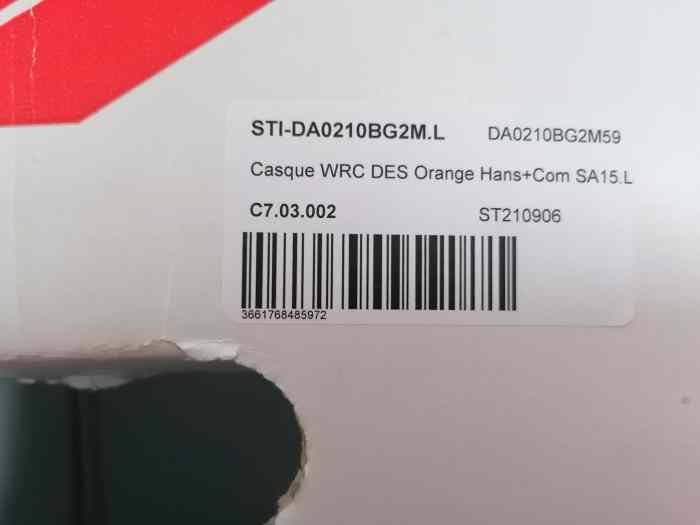 STI-DA0210BG2M.L DA0210BG2M59
Casque WRC DES Orange Hans+Com SA15.L
C7.03.002 ST210906
3661768485972